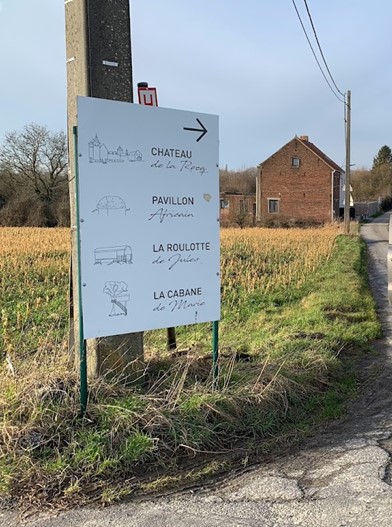 CHATEAU
de la Rocq
PAVILLON
Africain
LA ROULOTTE
de Jules
LA CABANE
de Marie
H